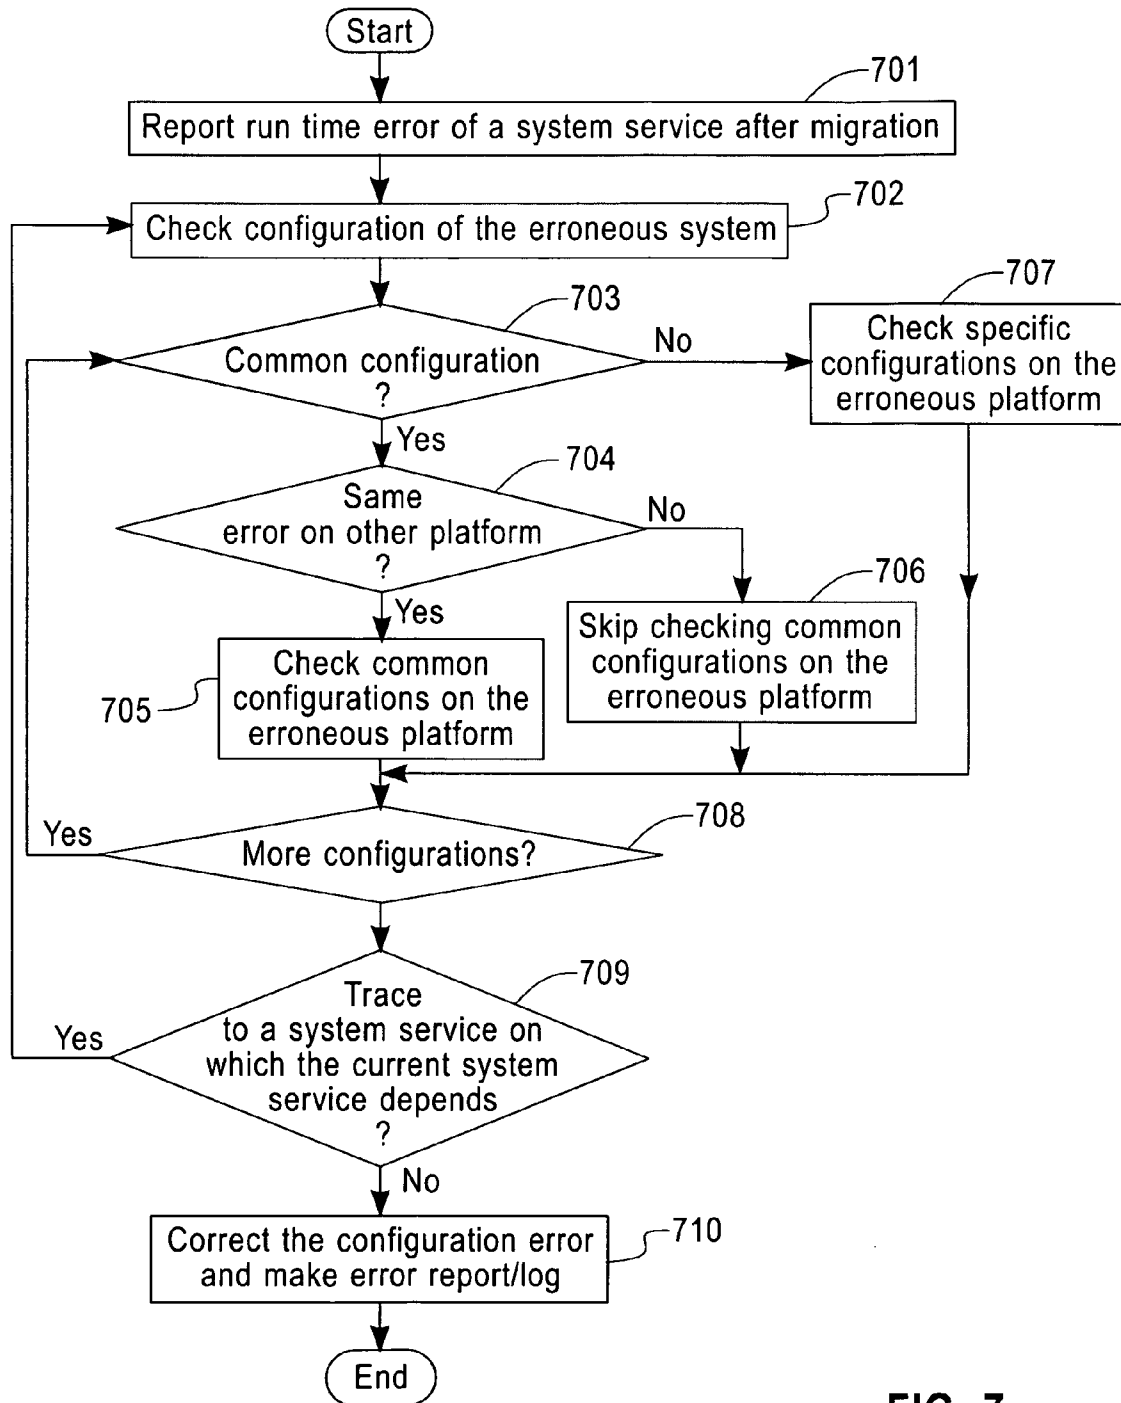 Start
701
Report run time error of a system service after migration
702
Check configuration of the erroneous system
703
Common configuration
?
No
707
Check specific
configurations on the
erroneous platform
Yes
704
Same
error on other platform
?
No
706
Skip checking common
configurations on the
erroneous platform
Yes
705
Check common
configurations on the
erroneous platform
708
More configurations?
Yes
709
Trace
to a system service on
which the current system
service depends
?
Yes
No
710
Correct the configuration error
and make error report/log
End
FIG. 7